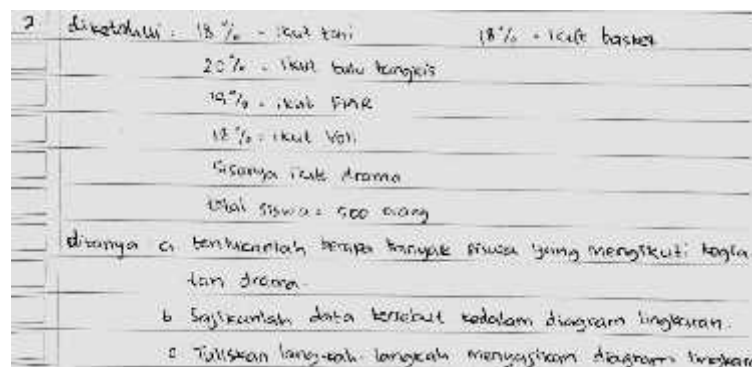 2 diketahui : 18 % - ikut tari 18 % - ikut basket
20 % - ikut bulu tangkis
% - ikut PMR
12 % - ikut voli
Sisanya ikut drama
total siswa = 500 orang
ditanya a. tentukanlah berapa banyak siswa yang mengikuti kegia
tan drama.
b Sajikanlah data tersebut kedalam diagram lingkaran.
c Tuliskan langkah-langkah menyajikan diagram lingkaran